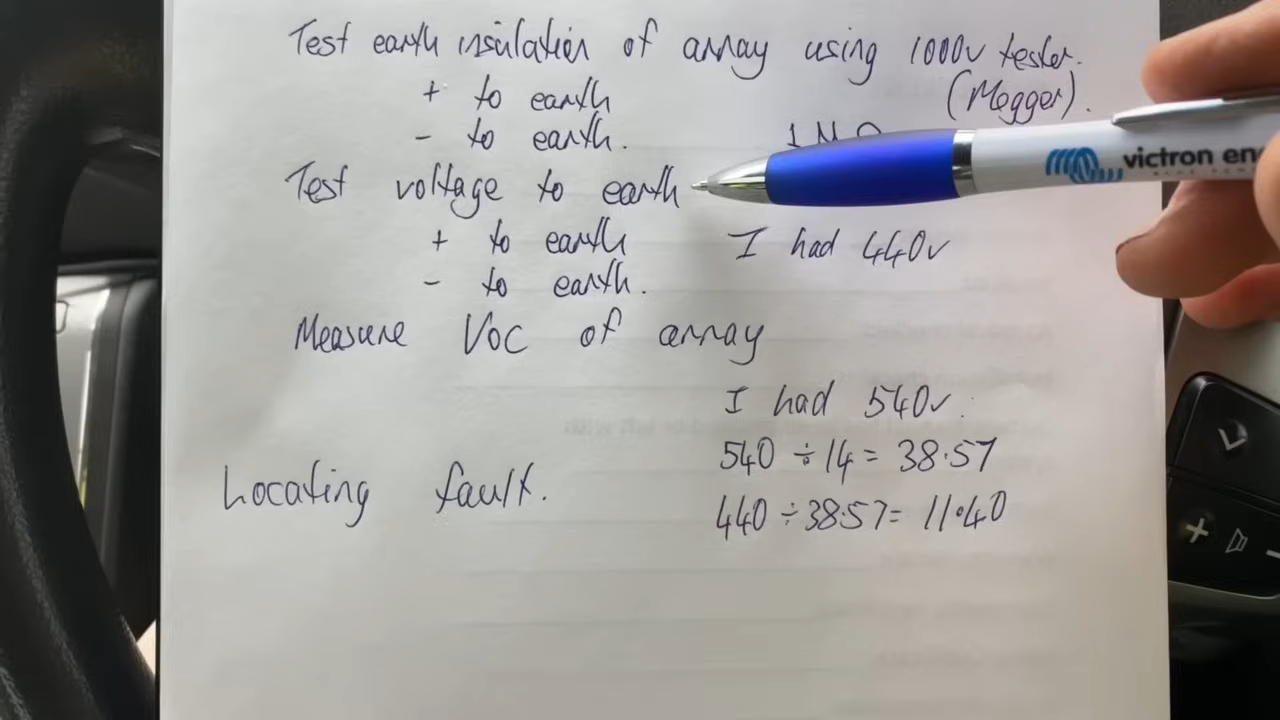 Test earth insulation of array using 1000v tester.
+ to earth
(Megger).
- to earth.
1M
victron en
Test voltage to earth
+ to earth
I had 440v
- to earth.
Measure Voc of array
I had 540v.
540 ÷ 14 = 38.57
Locating fault.
440 ÷ 38.57 = 11.40